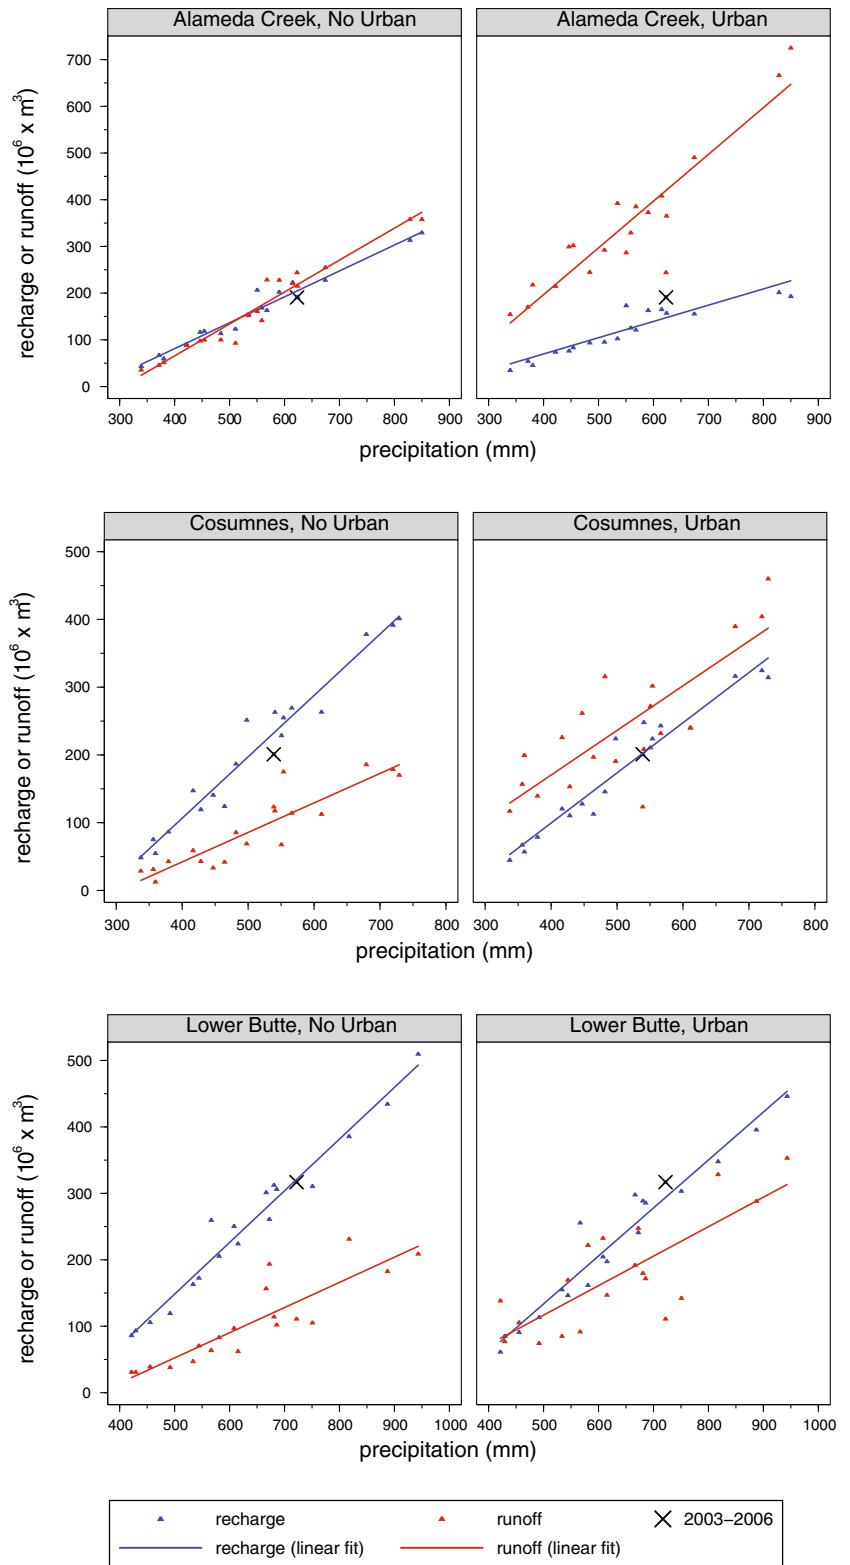 Alameda Creek, No Urban
Alameda Creek, Urban
recharge or runoff (10⁶ x m³)
700
600
500
400
300
200
100
0
300 400 500 600 700 800 900
300 400 500 600 700 800 900
precipitation (mm)
Cosumnes, No Urban
Cosumnes, Urban
recharge or runoff (10⁶ x m³)
500
400
300
200
100
0
300 400 500 600 700 800
300 400 500 600 700 800
precipitation (mm)
Lower Butte, No Urban
Lower Butte, Urban
recharge or runoff (10⁶ x m³)
500
400
300
200
100
0
400 500 600 700 800 900 1000
400 500 600 700 800 900 1000
precipitation (mm)
recharge runoff 2003–2006
recharge (linear fit) runoff (linear fit)